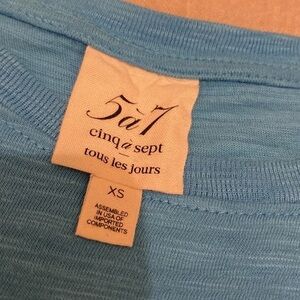 5à7
cinq à sept
tous les jours
XS
ASSEMBLED
IN USA OF
IMPORTED
COMPONENTS